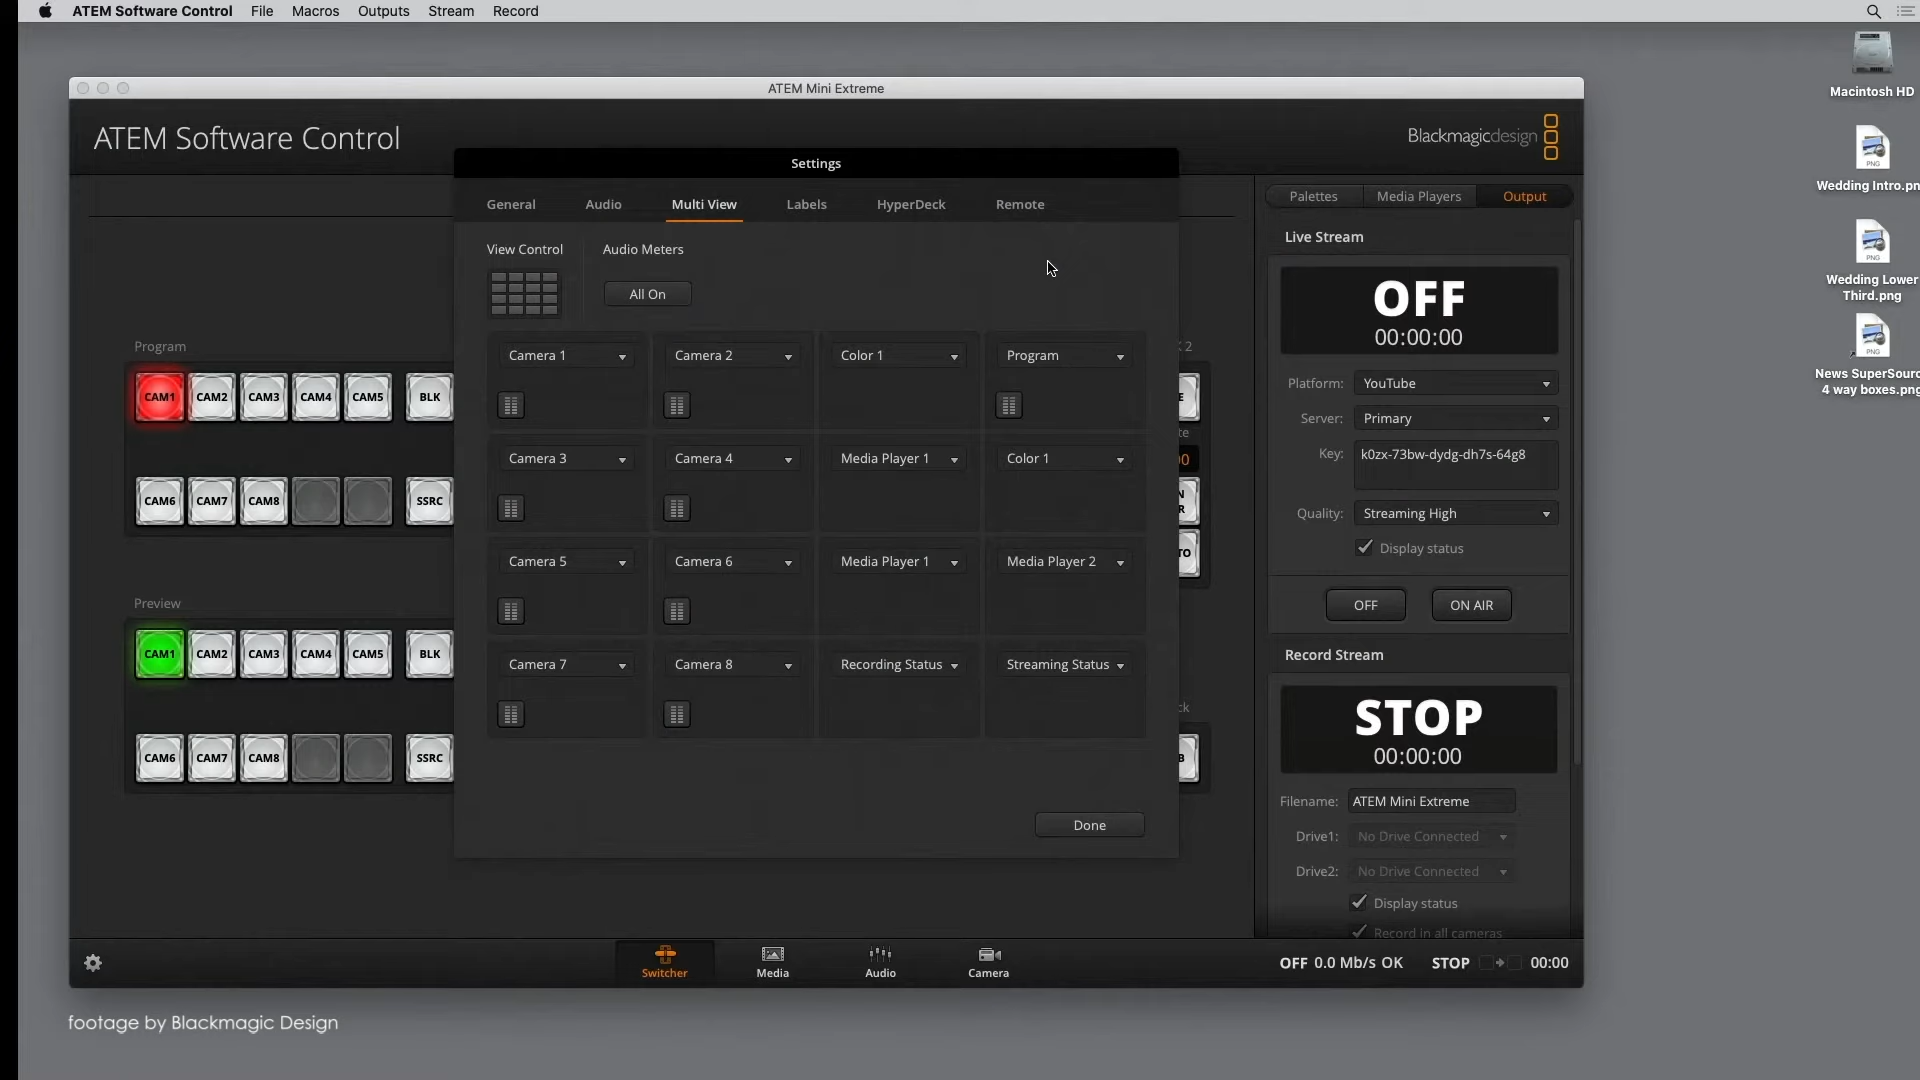 ATEM Software Control File Macros Outputs Stream Record
Macintosh HD
Wedding Intro.pn
Wedding Lower
Third.png
News SuperSourc
4 way boxes.png
PNG
PNG
PNG
ATEM Mini Extreme
ATEM Software Control
Blackmagicdesign
Settings
General Audio Multi View Labels HyperDeck Remote
View Control Audio Meters
All On
Camera 1 Camera 2 Color 1 Program
Camera 3 Camera 4 Media Player 1 Color 1
Camera 5 Camera 6 Media Player 1 Media Player 2
Camera 7 Camera 8 Recording Status Streaming Status
Done
Program
CAM1 CAM2 CAM3 CAM4 CAM5 BLK
CAM6 CAM7 CAM8 SSRC
Preview
CAM1 CAM2 CAM3 CAM4 CAM5 BLK
CAM6 CAM7 CAM8 SSRC
Palettes Media Players Output
Live Stream
OFF
00:00:00
Platform: YouTube
Server: Primary
Key: k0zx-73bw-dydg-dh7s-64g8
Quality: Streaming High
Display status
OFF ON AIR
Record Stream
STOP
00:00:00
Filename: ATEM Mini Extreme
Drive1: No Drive Connected
Drive2: No Drive Connected
Display status
Record in all cameras
Switcher Media Audio Camera
OFF 0.0 Mb/s OK STOP 00:00
footage by Blackmagic Design